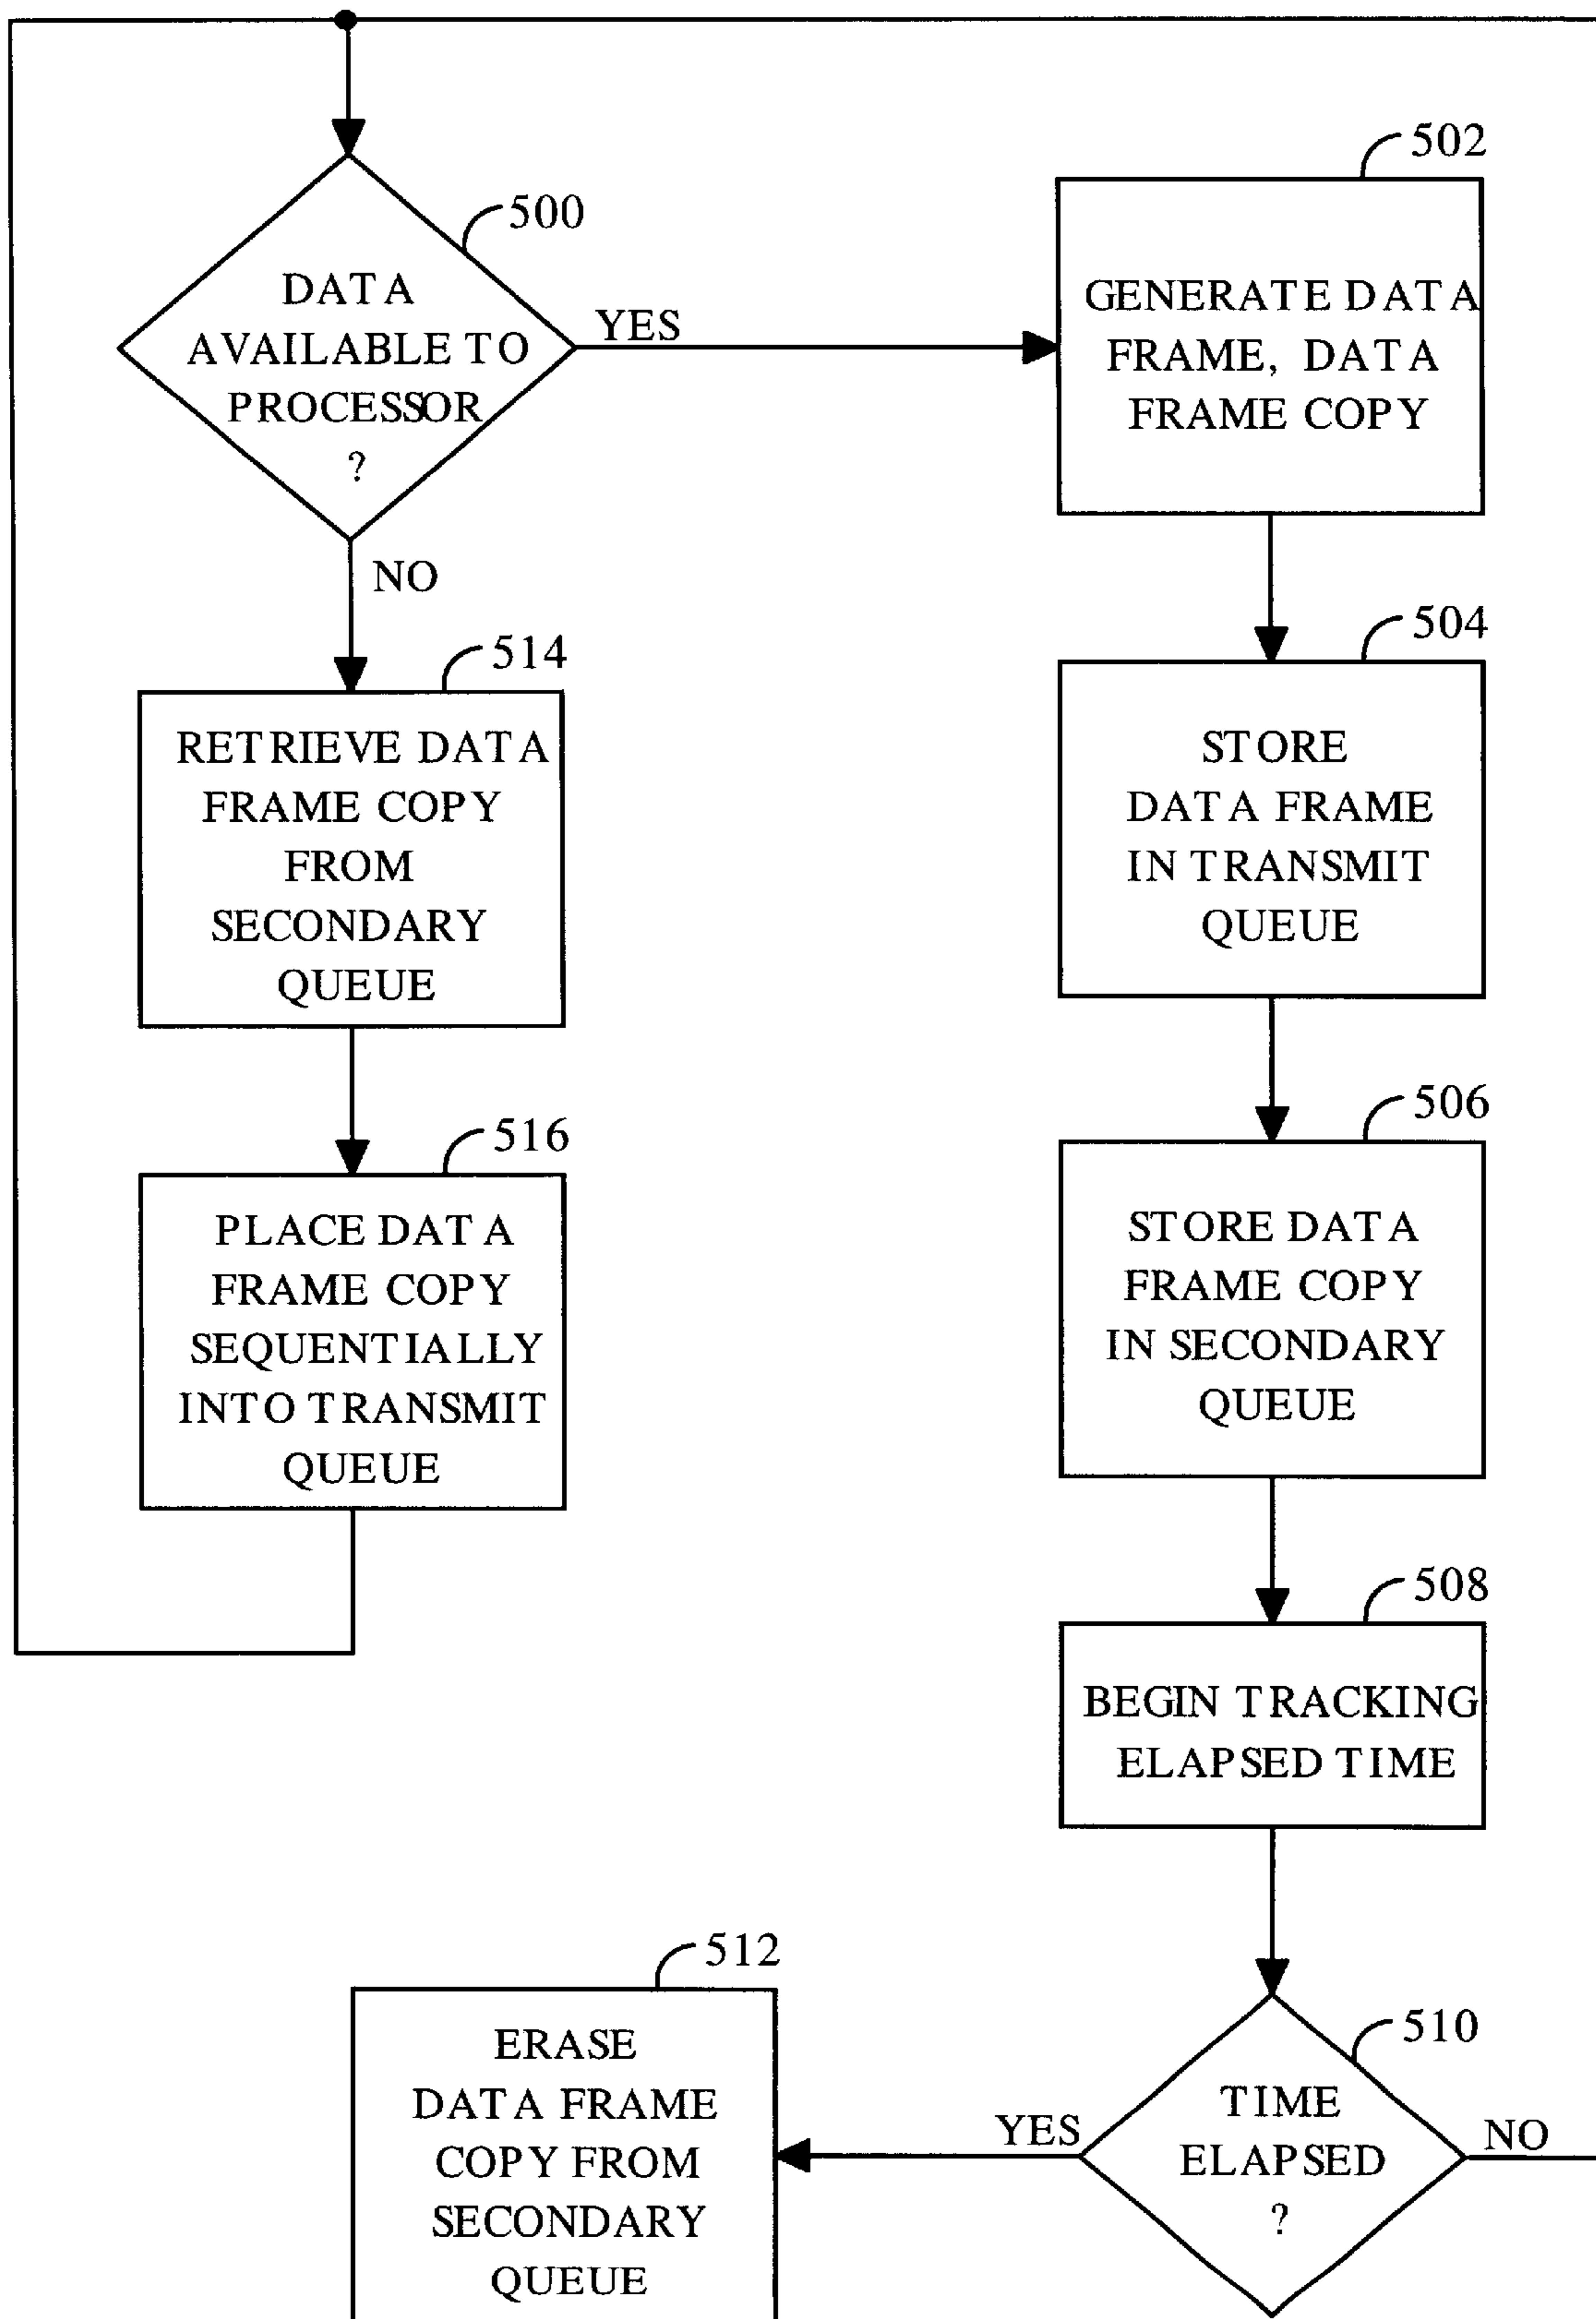 500
DATA
AVAILABLE TO
PROCESSOR
?
YES
NO
502
GENERATE DATA
FRAME, DATA
FRAME COPY
504
STORE
DATA FRAME
IN TRANSMIT
QUEUE
514
RETRIEVE DATA
FRAME COPY
FROM
SECONDARY
QUEUE
506
STORE DATA
FRAME COPY
IN SECONDARY
QUEUE
516
PLACE DATA
FRAME COPY
SEQUENTIALLY
INTO TRANSMIT
QUEUE
508
BEGIN TRACKING
ELAPSED TIME
510
TIME
ELAPSED
?
YES
NO
512
ERASE
DATA FRAME
COPY FROM
SECONDARY
QUEUE